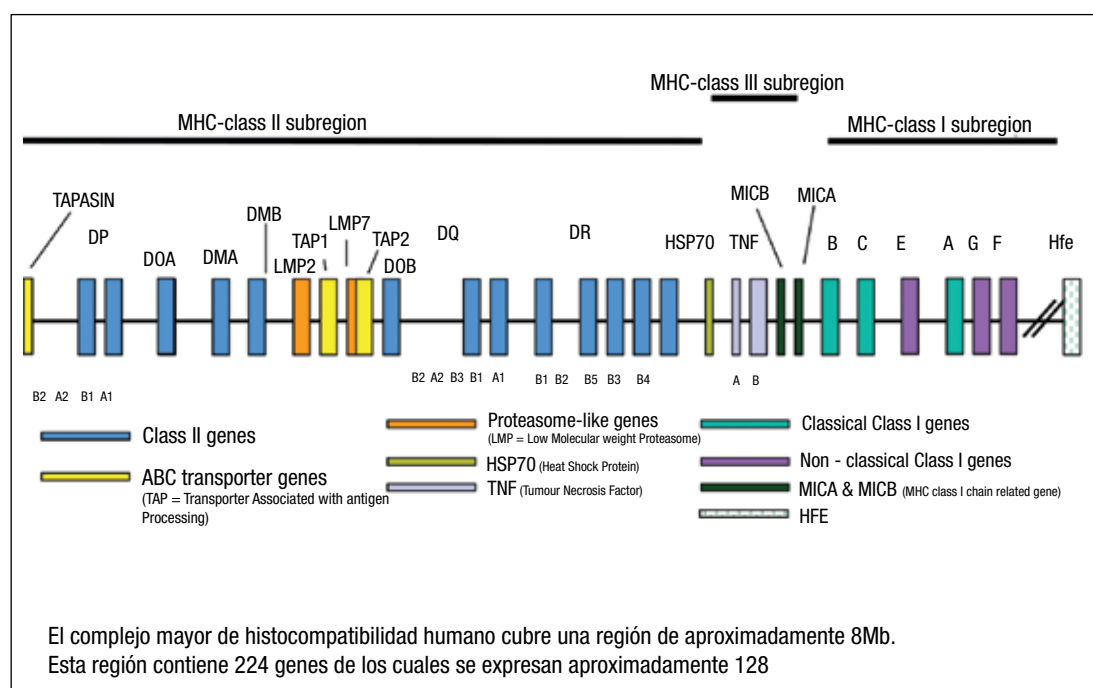 MHC-class III subregion
MHC-class II subregion
MHC-class I subregion
TAPASIN
DP
DOA
DMA
DMB
LMP2
TAP1
LMP7
TAP2
DOB
DQ
DR
HSP70
TNF
MICB
MICA
B
C
E
A
G
F
Hfe
B2 A2 B1 A1
B2 A2 B3 B1 A1
B1 B2 B5 B3 B4
A B
Class II genes
ABC transporter genes
(TAP = Transporter Associated with antigen
Processing)
Proteasome-like genes
(LMP = Low Molecular weight Proteasome)
HSP70 (Heat Shock Protein)
TNF (Tumour Necrosis Factor)
Classical Class I genes
Non - classical Class I genes
MICA & MICB (MHC class I chain related gene)
HFE
El complejo mayor de histocompatibilidad humano cubre una región de aproximadamente 8Mb.
Esta región contiene 224 genes de los cuales se expresan aproximadamente 128